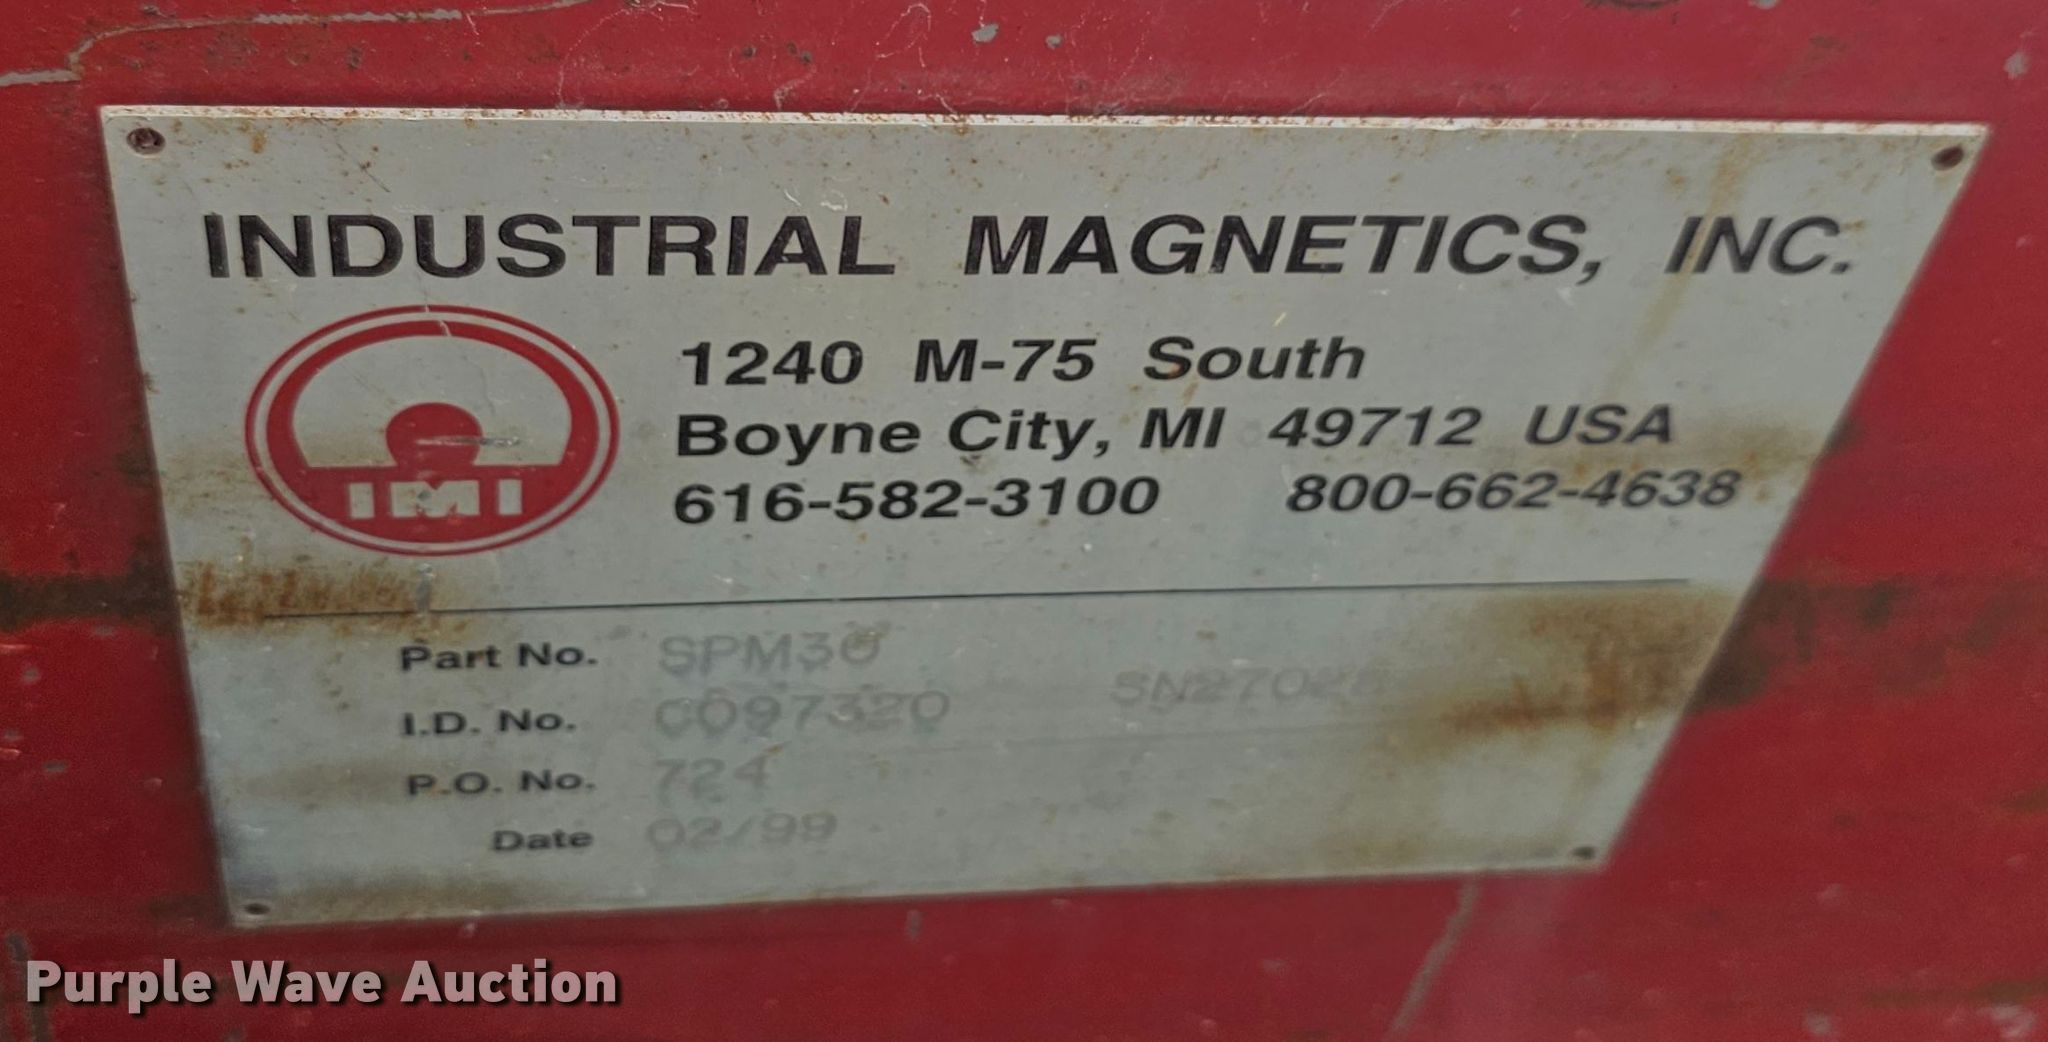 INDUSTRIAL MAGNETICS, INC.
IMI
1240 M-75 South
Boyne City, MI 49712 USA
616-582-3100 800-662-4638
Part No. SPM30
I.D. No. C097320
P.O. No. 724
Date 02/99
Purple Wave Auction